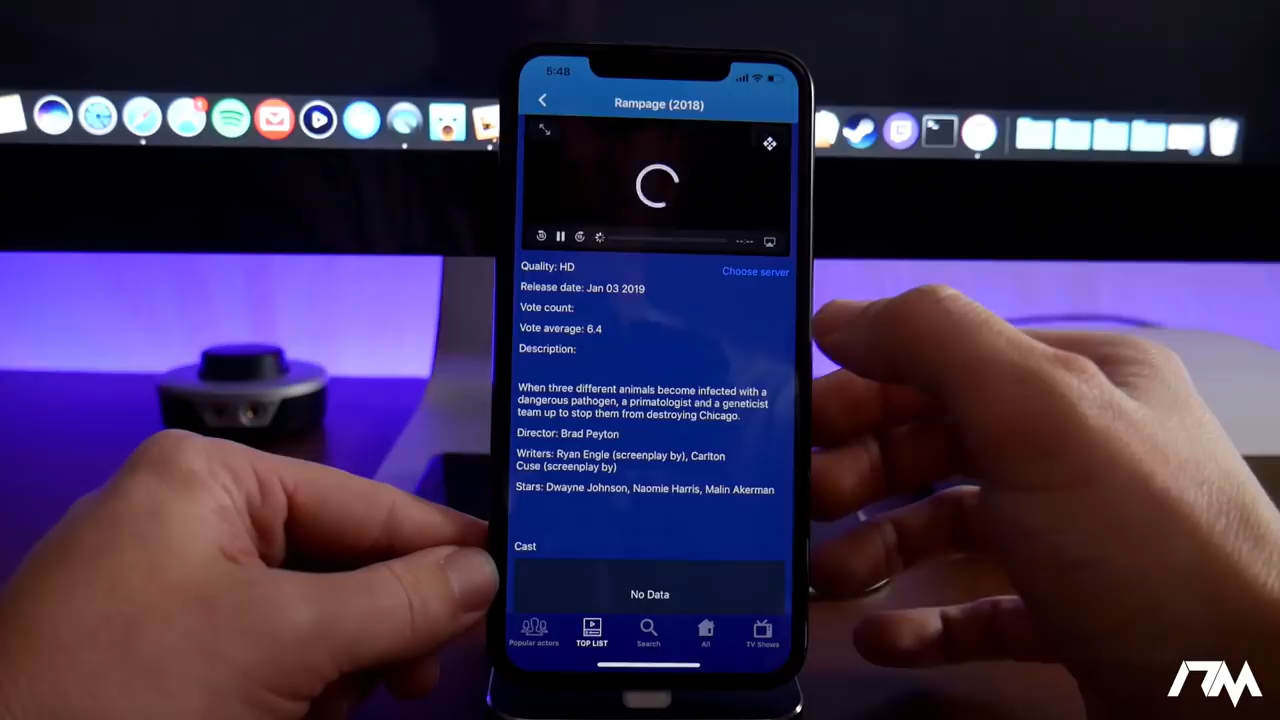 5:48
Rampage (2018)
--:--
Quality: HD
Choose server
Release date: Jan 03 2019
Vote count:
Vote average: 6.4
Description:
When three different animals become infected with a
dangerous pathogen, a primatologist and a geneticist
team up to stop them from destroying Chicago.
Director: Brad Peyton
Writers: Ryan Engle (screenplay by), Carlton
Cuse (screenplay by)
Stars: Dwayne Johnson, Naomie Harris, Malin Akerman
Cast
No Data
Popular actors
TOP LIST
Search
All
TV Shows